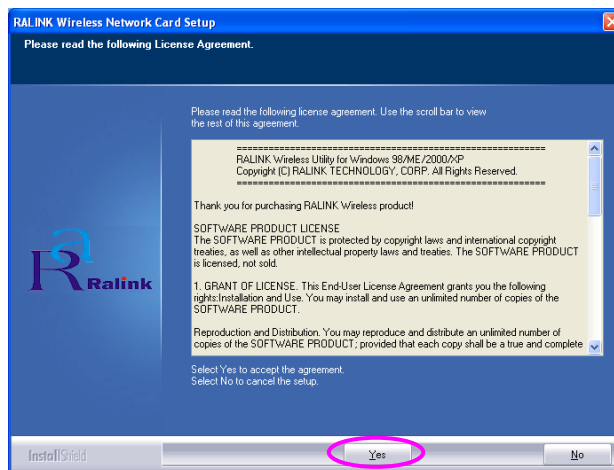 RALINK Wireless Network Card Setup
Please read the following License Agreement.
Please read the following license agreement. Use the scroll bar to view
the rest of this agreement.
=======================================================
RALINK Wireless Utility for Windows 98/ME/2000/XP
Copyright (C) RALINK TECHNOLOGY, CORP. All Rights Reserved.
=======================================================
Thank you for purchasing RALINK Wireless product!
SOFTWARE PRODUCT LICENSE
The SOFTWARE PRODUCT is protected by copyright laws and international copyright
treaties, as well as other intellectual property laws and treaties. The SOFTWARE PRODUCT
is licensed, not sold.
1. GRANT OF LICENSE. This End-User License Agreement grants you the following
rights:Installation and Use. You may install and use an unlimited number of copies of the
SOFTWARE PRODUCT.
Reproduction and Distribution. You may reproduce and distribute an unlimited number of
copies of the SOFTWARE PRODUCT; provided that each copy shall be a true and complete
Ralink
Select Yes to accept the agreement.
Select No to cancel the setup.
InstallShield
Yes
No